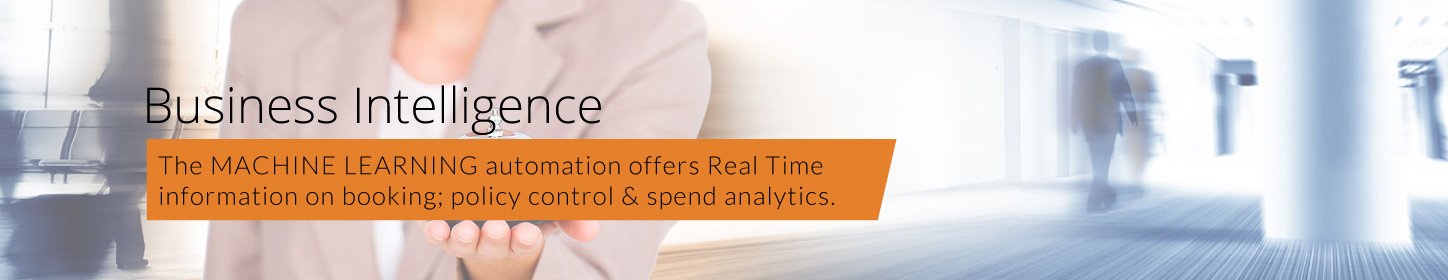 Business Intelligence
The MACHINE LEARNING automation offers Real Time
information on booking; policy control & spend analytics.